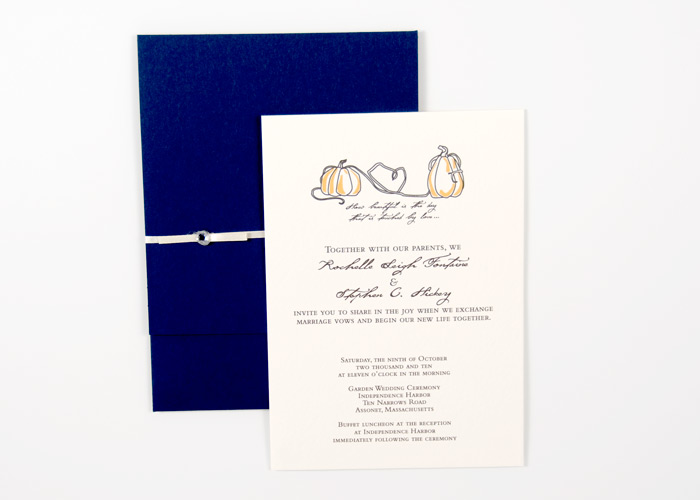 How beautiful is the day
that is touched by love...
Together with our parents, we
Rochelle Leigh Fontaine
&
Stephen C. Hickey
invite you to share in the joy when we exchange
marriage vows and begin our new life together.
Saturday, the ninth of October
two thousand and ten
at eleven o'clock in the morning
Garden Wedding Ceremony
Independence Harbor
Ten Narrows Road
Assonet, Massachusetts
Buffet luncheon at the reception
at Independence Harbor
immediately following the ceremony